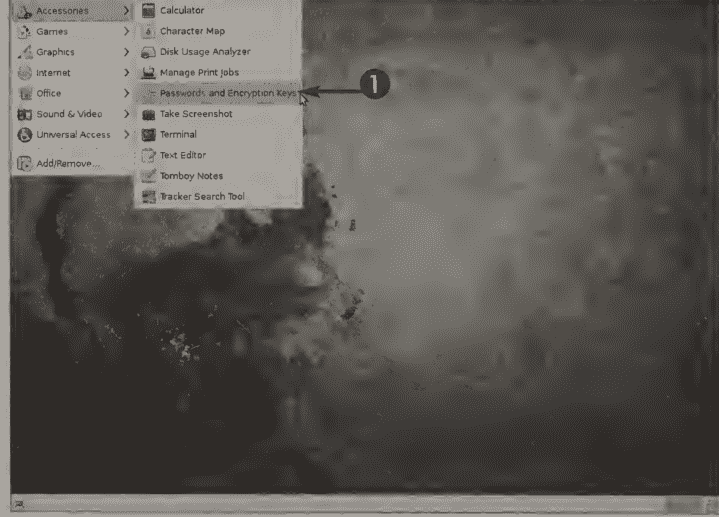 Accessories
Games
Graphics
Internet
Office
Sound & Video
Universal Access
Add/Remove...
Calculator
Character Map
Disk Usage Analyzer
Manage Print Jobs
Passwords and Encryption Keys
1
Take Screenshot
Terminal
Text Editor
Tomboy Notes
Tracker Search Tool